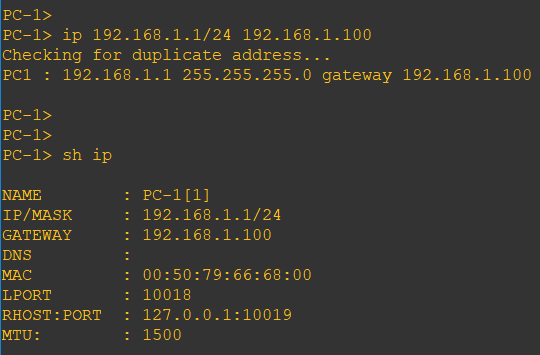 PC-1>
PC-1> ip 192.168.1.1/24 192.168.1.100
Checking for duplicate address...
PC1 : 192.168.1.1 255.255.255.0 gateway 192.168.1.100
PC-1>
PC-1>
PC-1> sh ip
NAME : PC-1[1]
IP/MASK : 192.168.1.1/24
GATEWAY : 192.168.1.100
DNS :
MAC : 00:50:79:66:68:00
LPORT : 10018
RHOST:PORT : 127.0.0.1:10019
MTU: : 1500